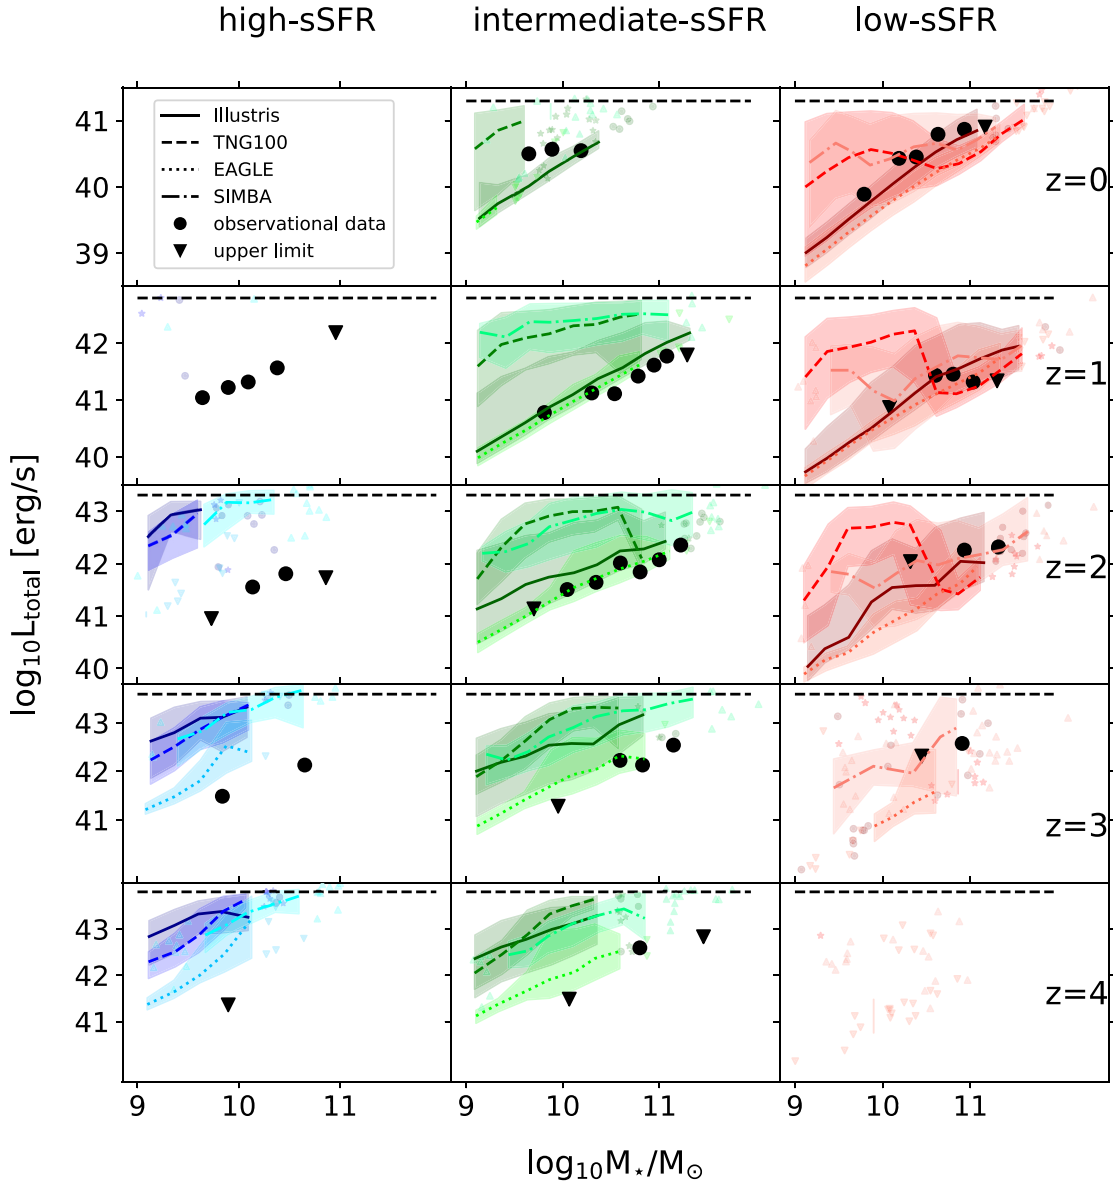 high-sSFR intermediate-sSFR low-sSFR
Illustris
TNG100
EAGLE
SIMBA
observational data
upper limit
41
40
39
z=0
42
41
40
z=1
43
42
41
40
z=2
43
42
41
z=3
43
42
41
z=4
9 10 11 9 10 11 9 10 11
log₁₀L_total [erg/s]
log₁₀M⋆/M⊙